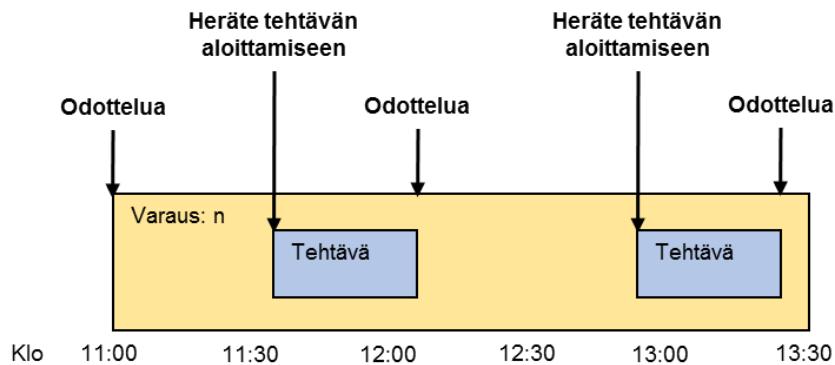 Heräte tehtävän
aloittamiseen
Heräte tehtävän
aloittamiseen
Odottelua
Odottelua
Odottelua
Varaus: n
Tehtävä
Tehtävä
Klo 11:00 11:30 12:00 12:30 13:00 13:30